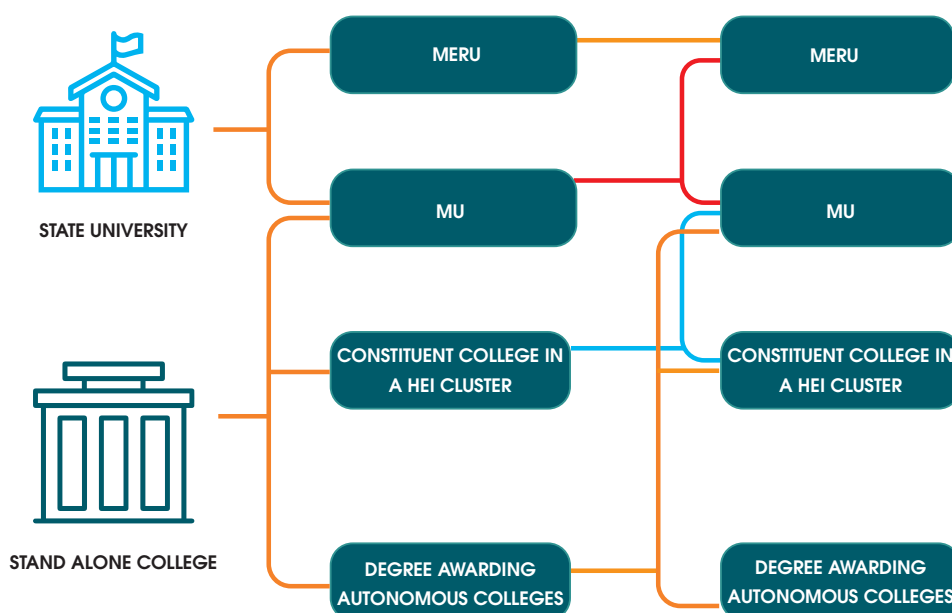 STATE UNIVERSITY
STAND ALONE COLLEGE
MERU
MU
CONSTITUENT COLLEGE IN
A HEI CLUSTER
DEGREE AWARDING
AUTONOMOUS COLLEGES
MERU
MU
CONSTITUENT COLLEGE IN
A HEI CLUSTER
DEGREE AWARDING
AUTONOMOUS COLLEGES